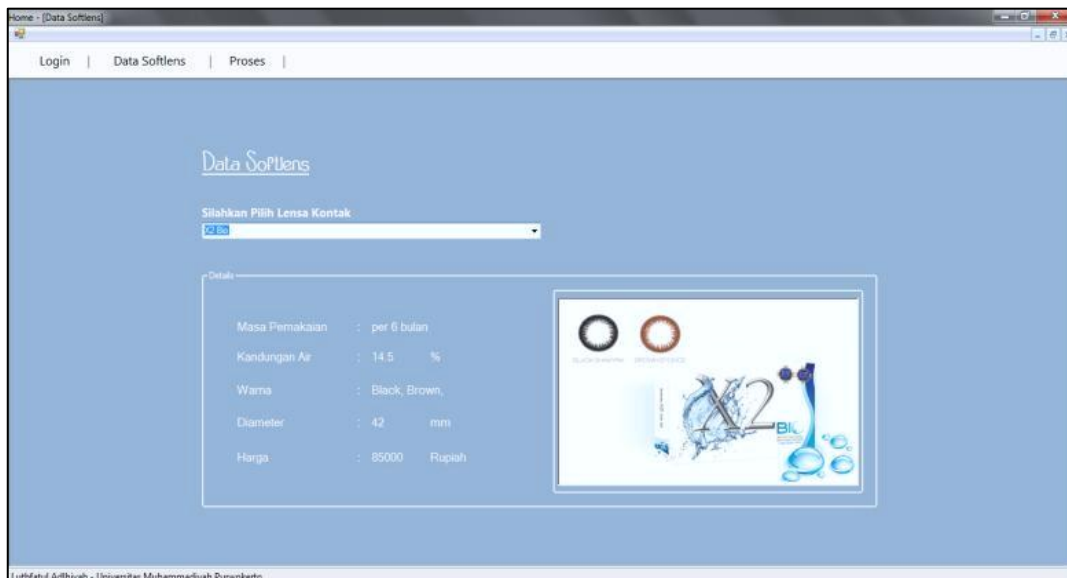 Home - [Data Softlens]
Login | Data Softlens | Proses |
Data Softlens
Silahkan Pilih Lensa Kontak
X2 Bio
Details
Masa Pemakaian : per 6 bulan
Kandungan Air : 14.5 %
Warna : Black, Brown,
Diameter : 42 mm
Harga : 85000 Rupiah
X2
BIO
Universitas Muhammadiyah Purwokerto